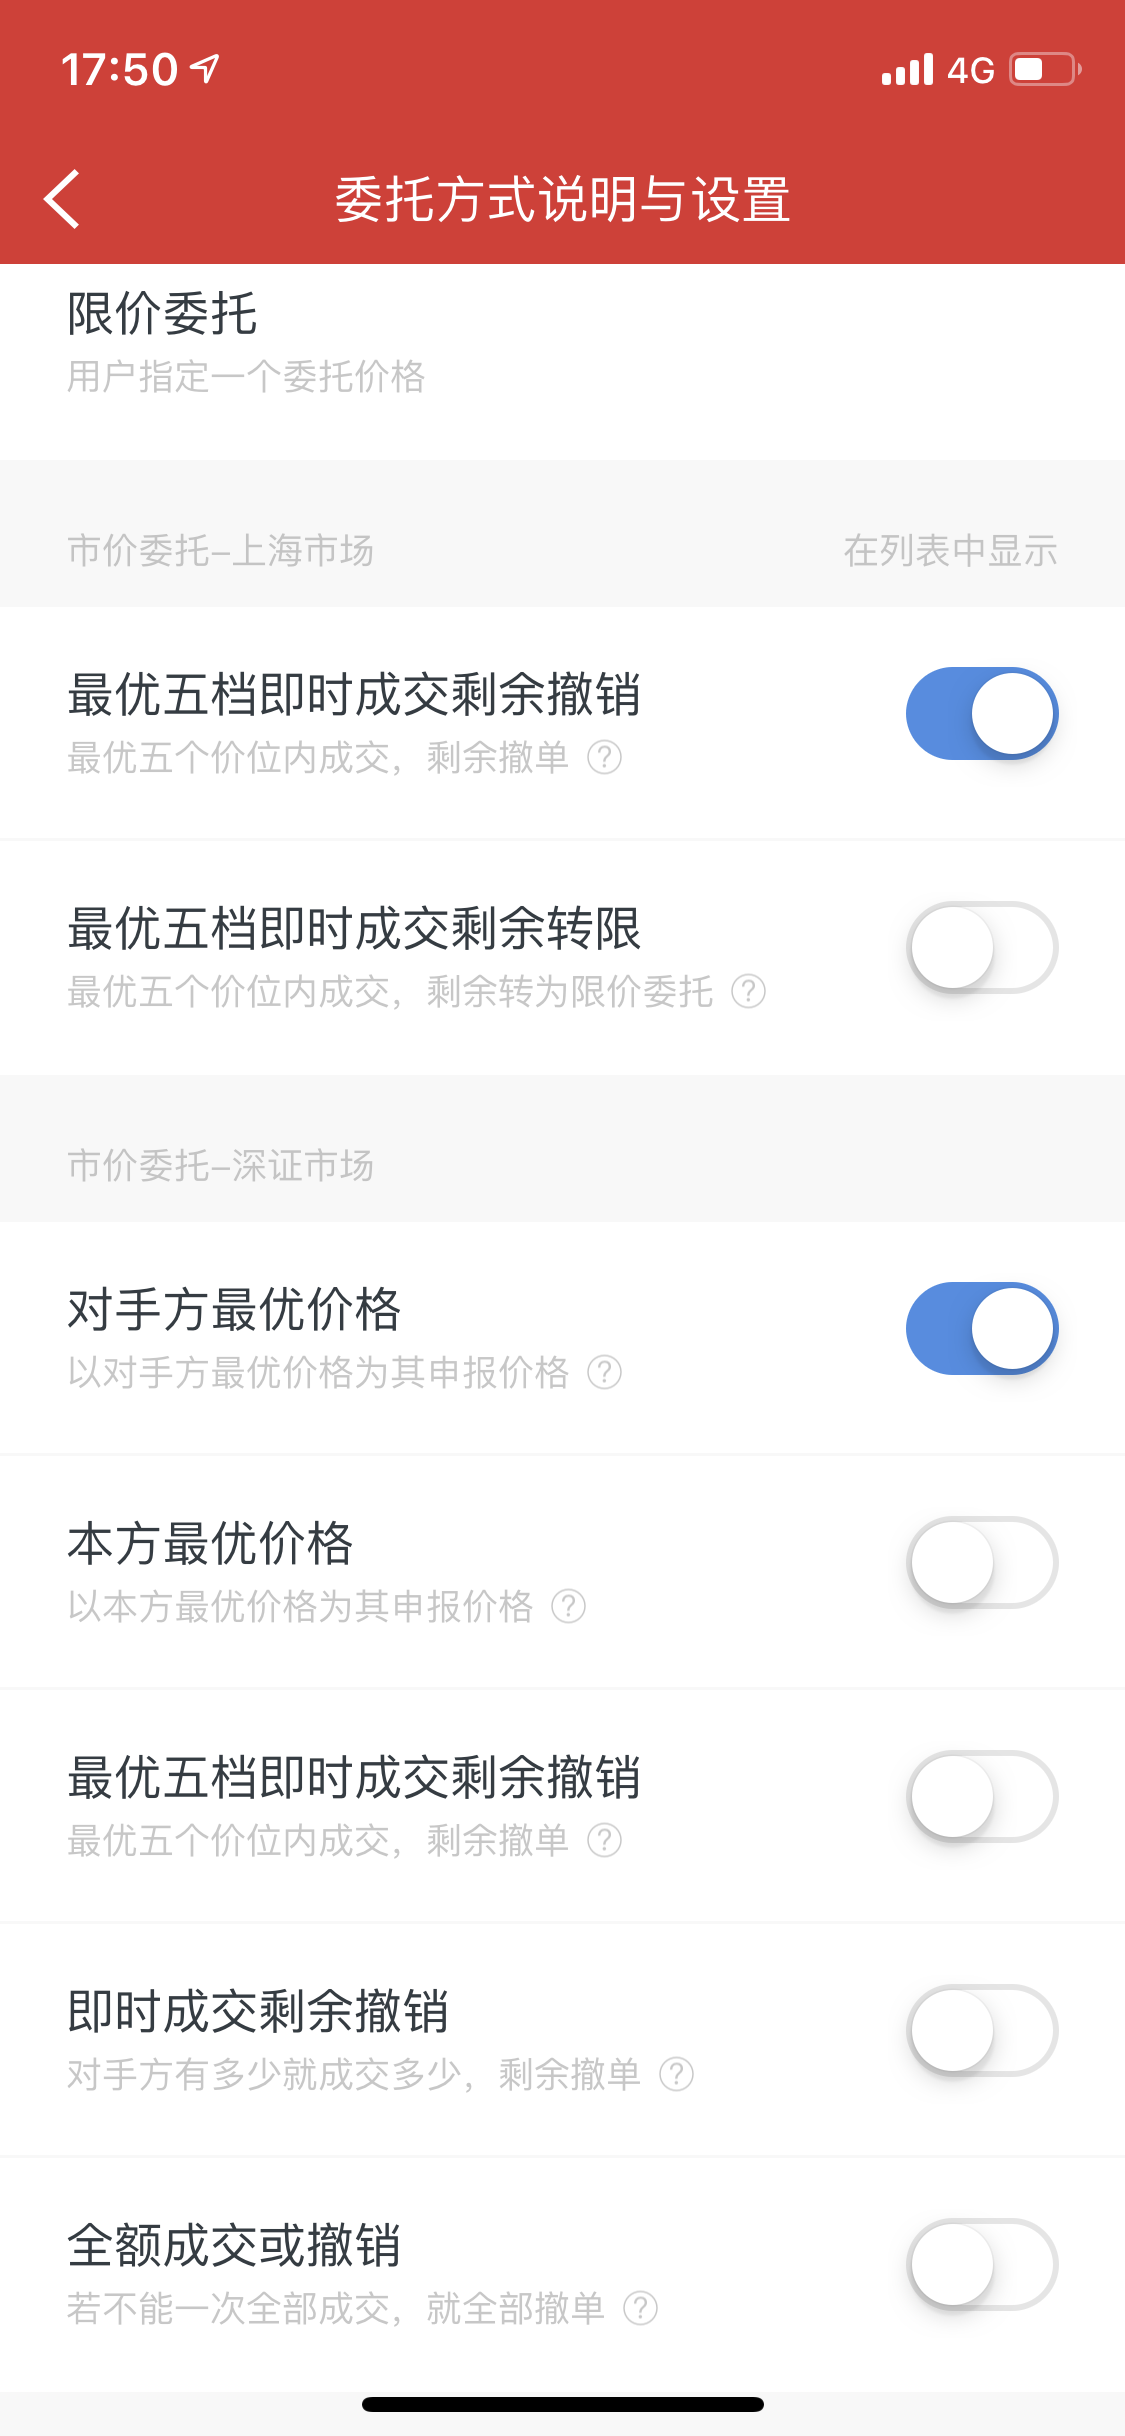 17:50 4G
委托方式说明与设置
限价委托
用户指定一个委托价格
市价委托-上海市场 在列表中显示
最优五档即时成交剩余撤销
最优五个价位内成交，剩余撤单 ?
最优五档即时成交剩余转限
最优五个价位内成交，剩余转为限价委托 ?
市价委托-深证市场
对手方最优价格
以对手方最优价格为其申报价格 ?
本方最优价格
以本方最优价格为其申报价格 ?
最优五档即时成交剩余撤销
最优五个价位内成交，剩余撤单 ?
即时成交剩余撤销
对手方有多少就成交多少，剩余撤单 ?
全额成交或撤销
若不能一次全部成交，就全部撤单 ?